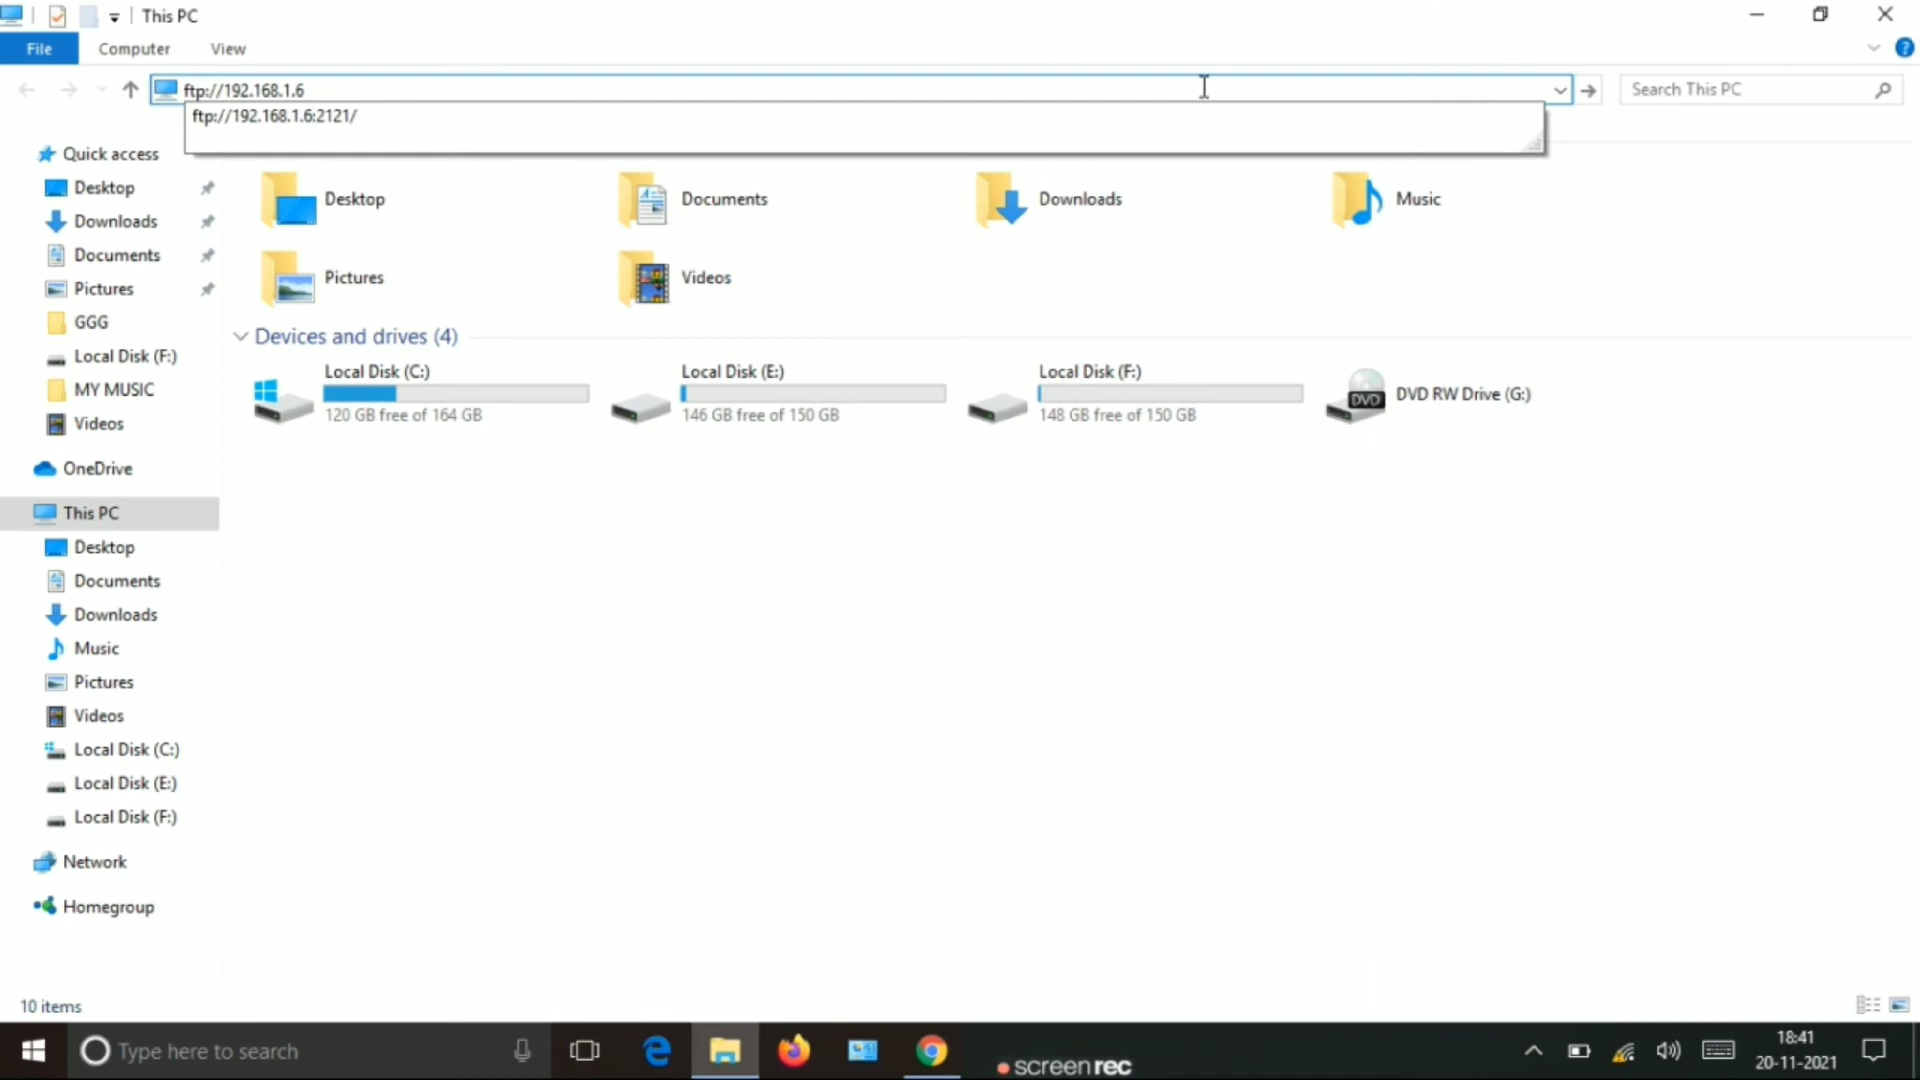 This PC
File Computer View
ftp://192.168.1.6
Search This PC
ftp://192.168.1.6:2121/
Quick access
Desktop
Downloads
Documents
Pictures
GGG
Local Disk (F:)
MY MUSIC
Videos
OneDrive
This PC
Desktop
Documents
Downloads
Music
Pictures
Videos
Local Disk (C:)
Local Disk (E:)
Local Disk (F:)
Network
Homegroup
Desktop
Documents
Downloads
Music
Pictures
Videos
Devices and drives (4)
Local Disk (C:)
120 GB free of 164 GB
Local Disk (E:)
146 GB free of 150 GB
Local Disk (F:)
148 GB free of 150 GB
DVD
DVD RW Drive (G:)
10 items
Type here to search
screenrec
18:41
20-11-2021